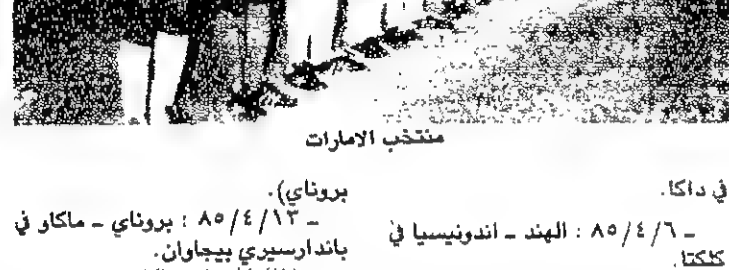 منتخب الامارات
في داكا.
ـ ٨٥/٤/٦ : الهند ـ اندونيسيا في
كلكتا.
بروناي).
ـ ٨٥/٤/١٣ : بروناي ـ ماكاو في
باندارسيري بيجاوان.